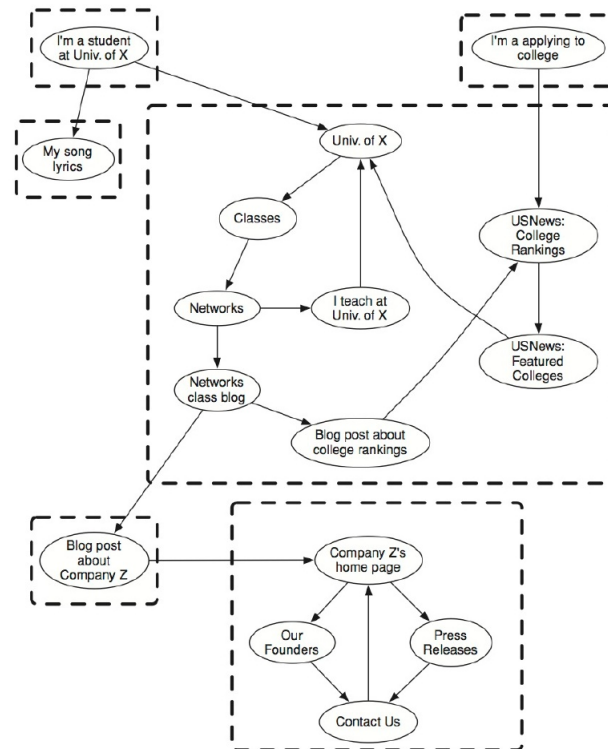 I'm a student
at Univ. of X
I'm a applying to
college
My song
lyrics
Univ. of X
Classes
USNews:
College
Rankings
Networks
I teach at
Univ. of X
USNews:
Featured
Colleges
Networks
class blog
Blog post about
college rankings
Blog post
about
Company Z
Company Z's
home page
Our
Founders
Press
Releases
Contact Us